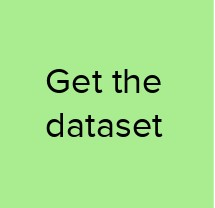 Get the
dataset